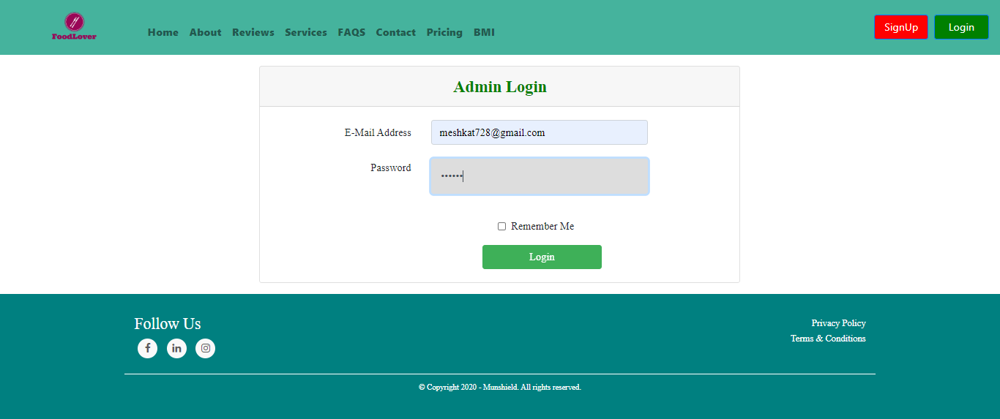 FoodLover
Home About Reviews Services FAQS Contact Pricing BMI
SignUp Login
Admin Login
E-Mail Address meshkat728@gmail.com
Password ••••••
Remember Me
Login
Follow Us
Privacy Policy
Terms & Conditions
© Copyright 2020 - Munshield. All rights reserved.